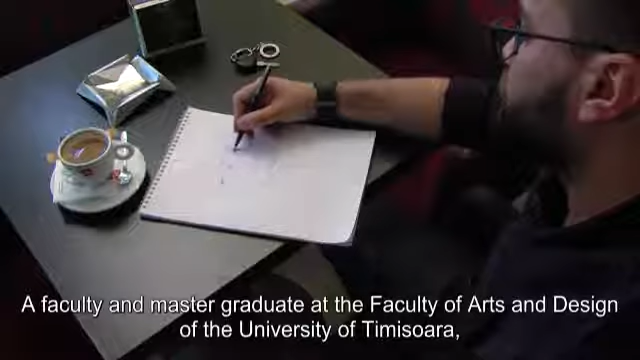 A faculty and master graduate at the Faculty of Arts and Design
of the University of Timisoara,